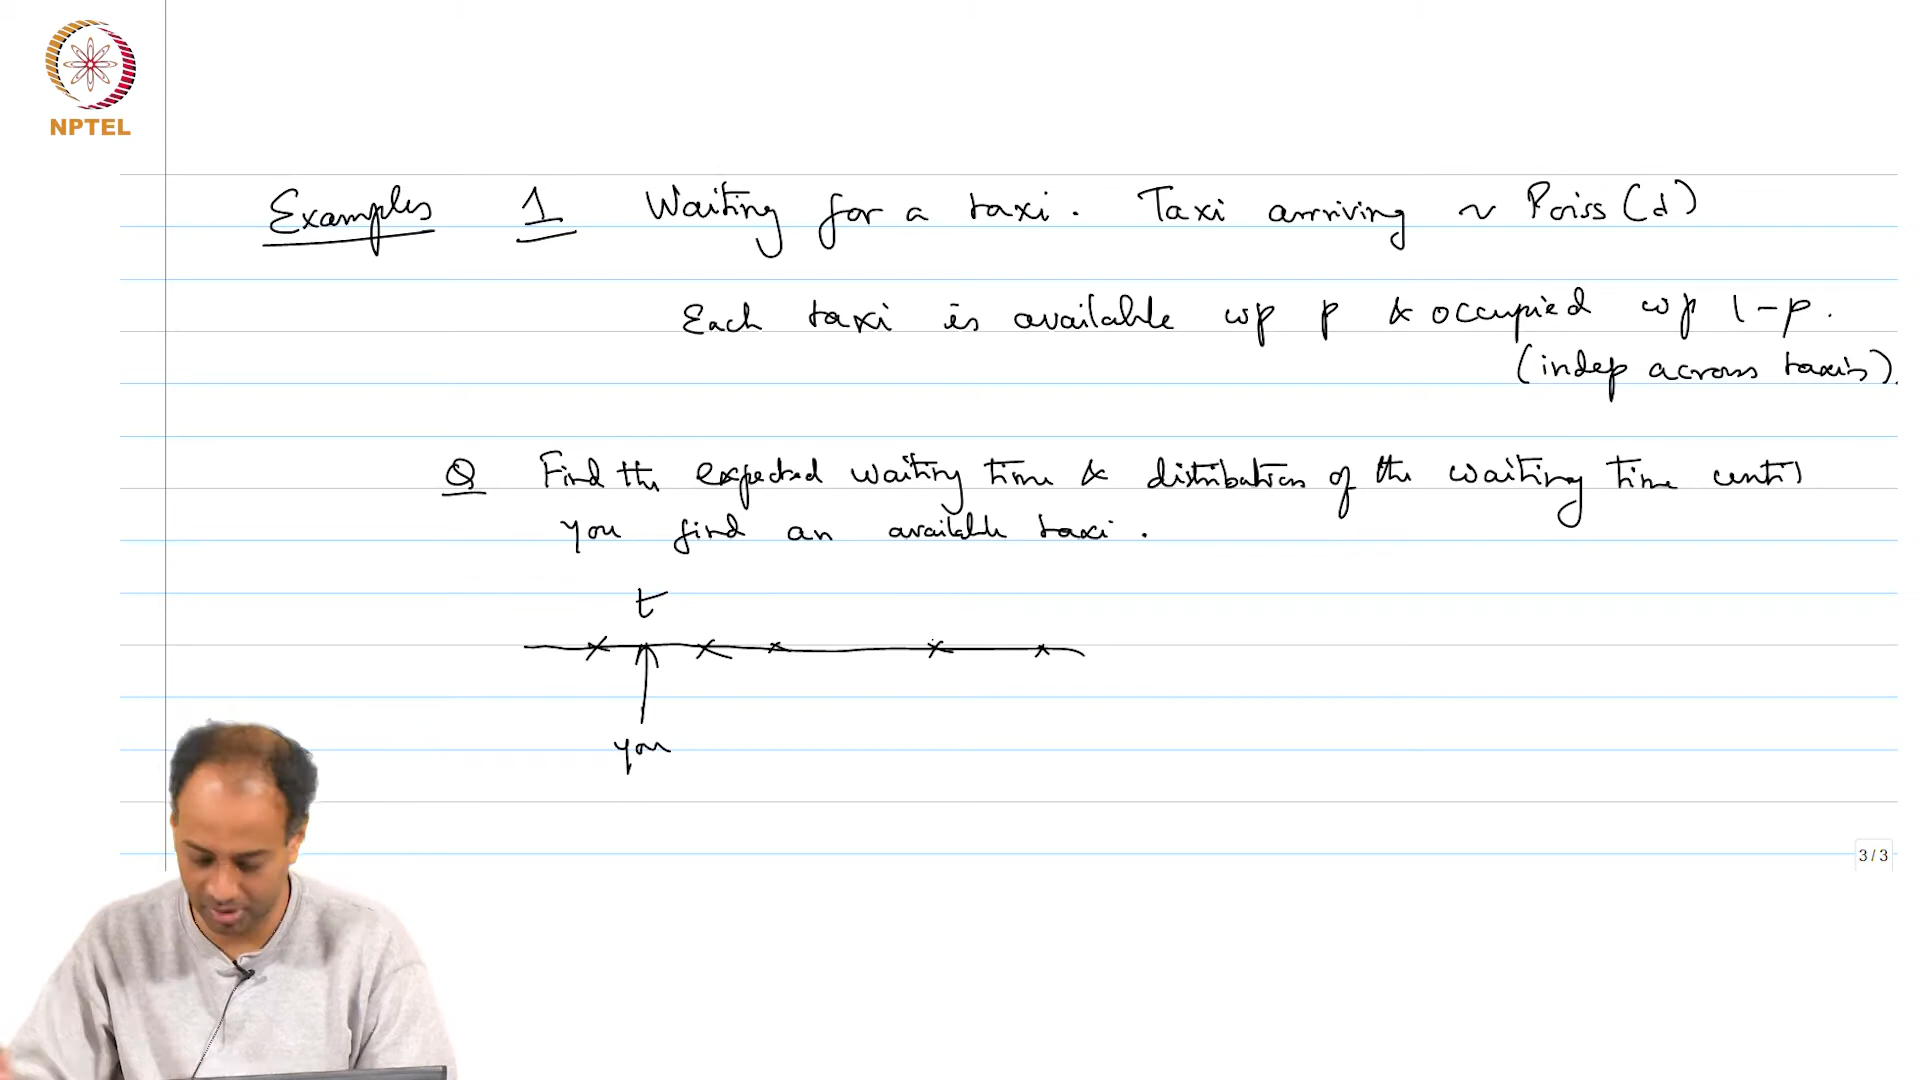 NPTEL
Examples 1 Waiting for a taxi. Taxi arriving ~ Poiss(λ)
Each taxi is available wp p & occupied wp 1-p.
(indep across taxis).
Q Find the expected waiting time & distribution of the waiting time until
you find an available taxi.
t
you
3 / 3